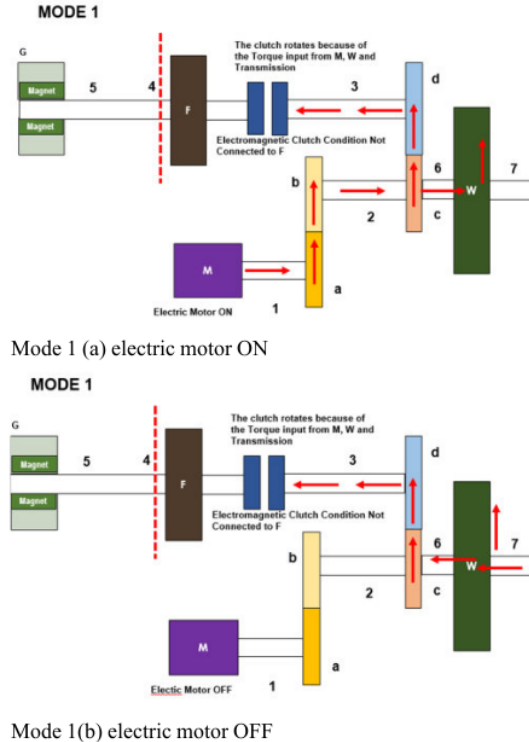 MODE 1
G
5
4
The clutch rotates because of
the Torque input from M, W and
Transmission
3
d
Magnet
Magnet
F
Electromagnetic Clutch Condition Not
Connected to F
b
6
7
W
2
c
M
a
1
Electric Motor ON
Mode 1 (a) electric motor ON
MODE 1
G
5
4
The clutch rotates because of
the Torque input from M, W and
Transmission
3
d
Magnet
Magnet
F
Electromagnetic Clutch Condition Not
Connected to F
b
6
7
W
2
c
M
a
1
Electic Motor OFF
Mode 1(b) electric motor OFF